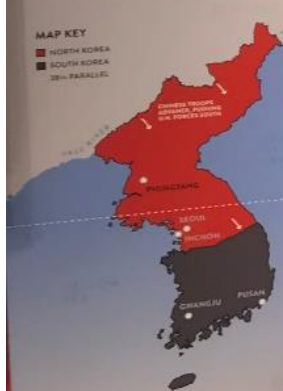 MAP KEY
NORTH KOREA
SOUTH KOREA
38TH PARALLEL
CHINESE TROOPS
ADVANCE, PUSHING
U.N. FORCES SOUTH
YALU RIVER
PYONGYANG
SEOUL
INCHON
GWANGJU
PUSAN